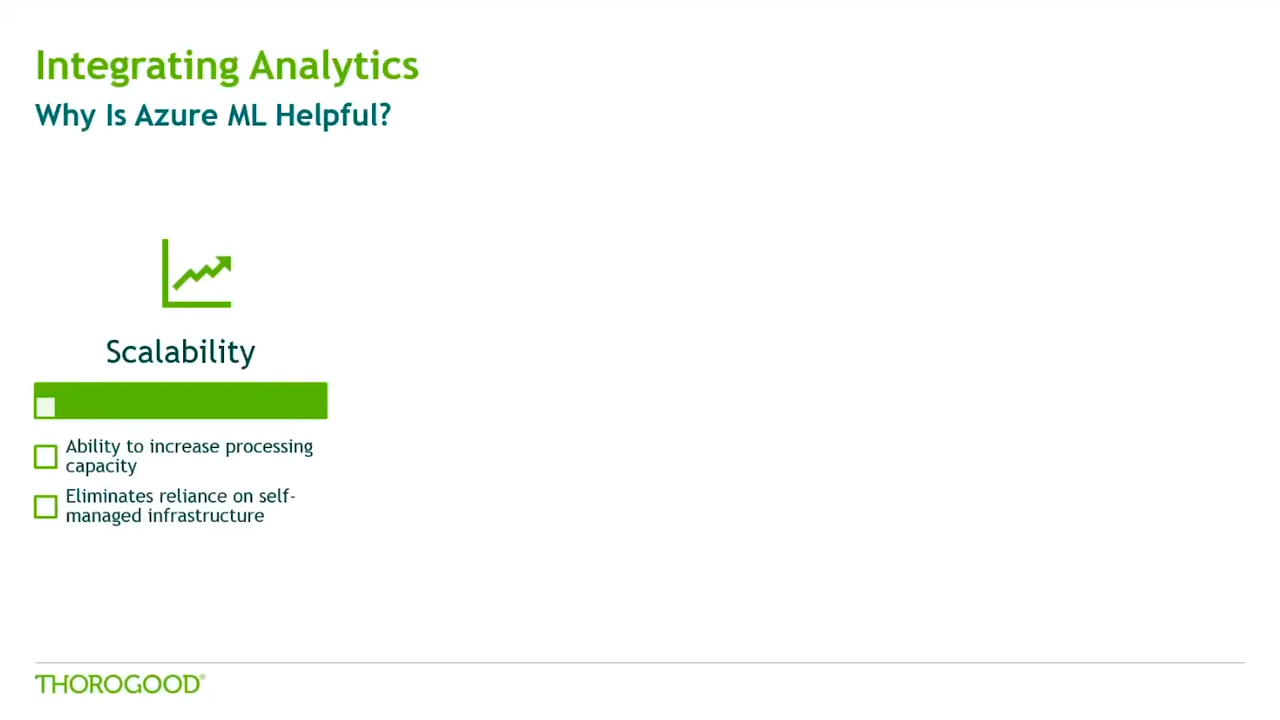 Integrating Analytics
Why Is Azure ML Helpful?
Scalability
Ability to increase processing
capacity
Eliminates reliance on self-
managed infrastructure
THOROGOOD®